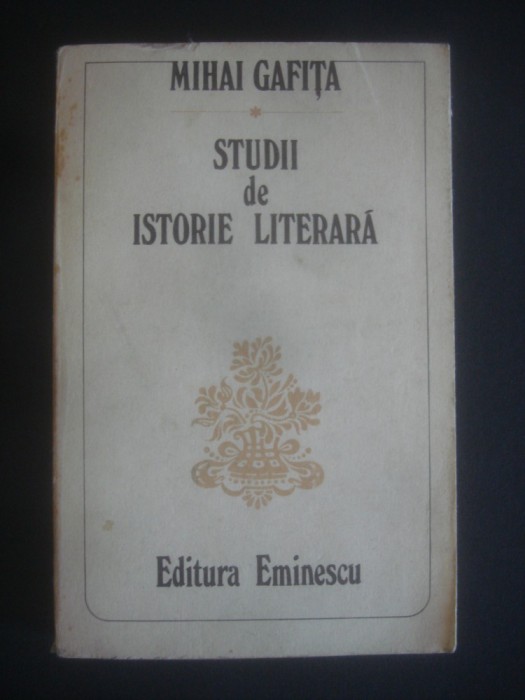 MIHAI GAFIȚA
STUDII
de
ISTORIE LITERARĂ
Editura Eminescu